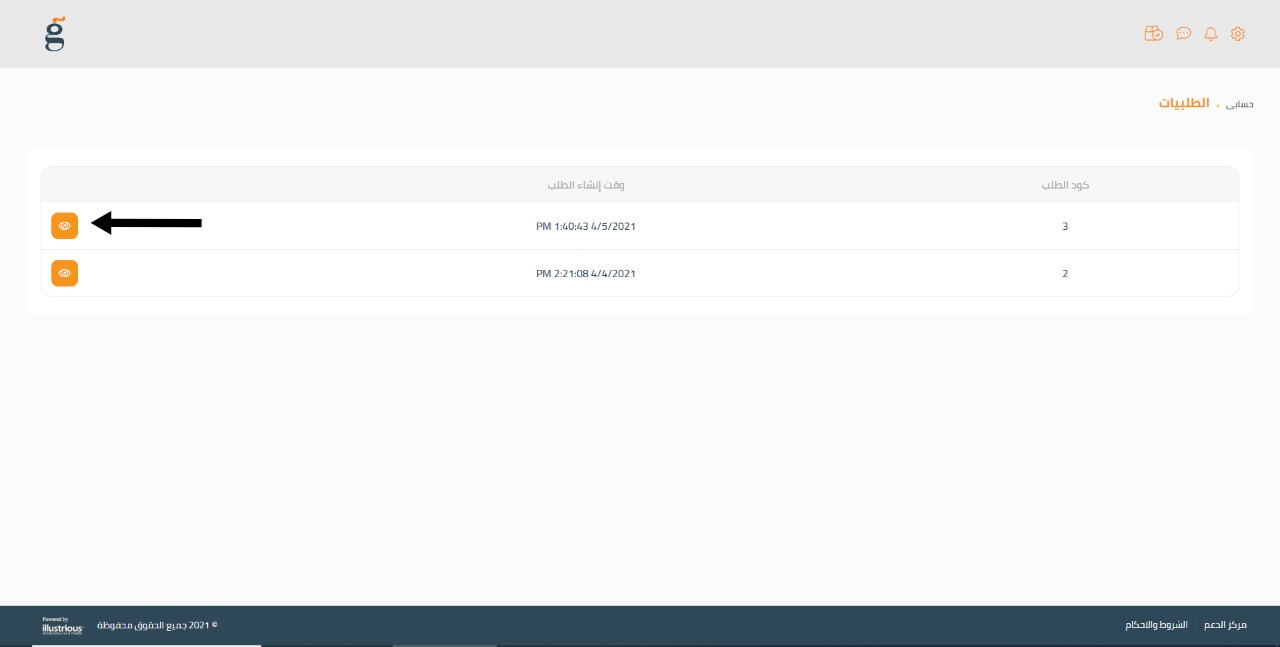 حسابى • الطلبيات
كود الطلب وقت إنشاء الطلب
3 4/5/2021 1:40:43 PM
2 4/4/2021 2:21:08 PM
مركز الدعم الشروط والاحكام © 2021 جميع الحقوق محفوظة
Powered by
illustrious